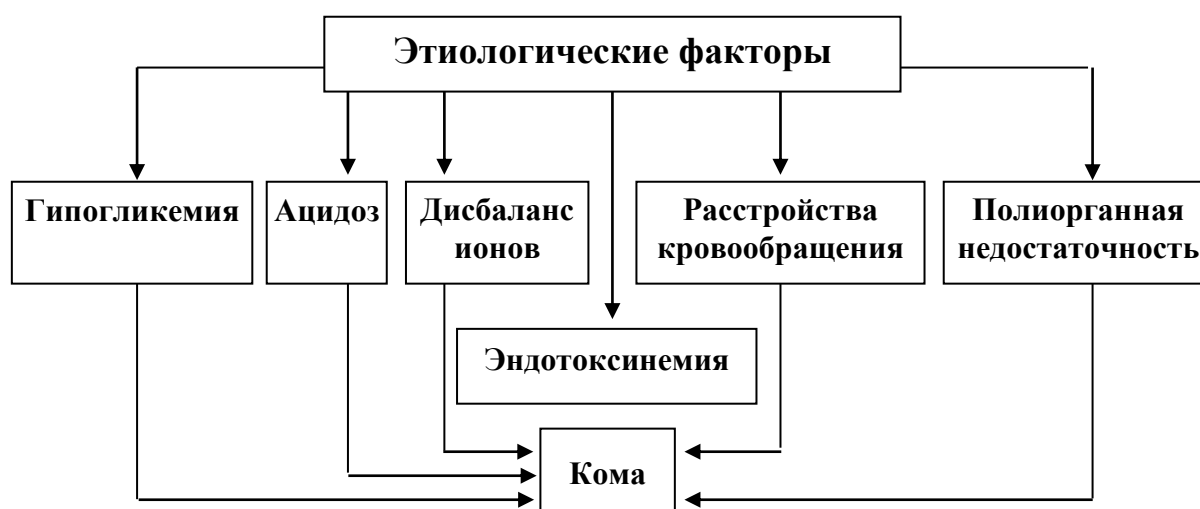 Этиологические факторы
Гипогликемия
Ацидоз
Дисбаланс
ионов
Расстройства
кровообращения
Полиорганная
недостаточность
Эндотоксинемия
Кома